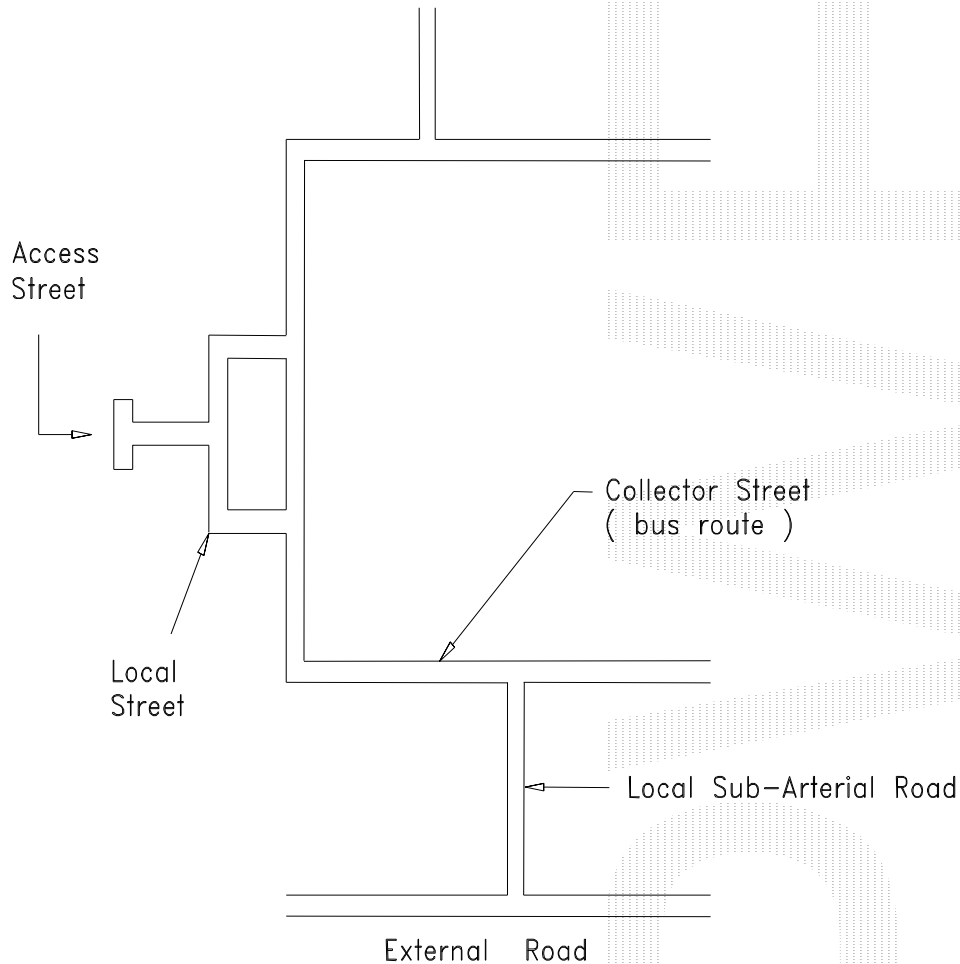 Access
Street
Collector Street
( bus route )
Local
Street
Local Sub-Arterial Road
External Road